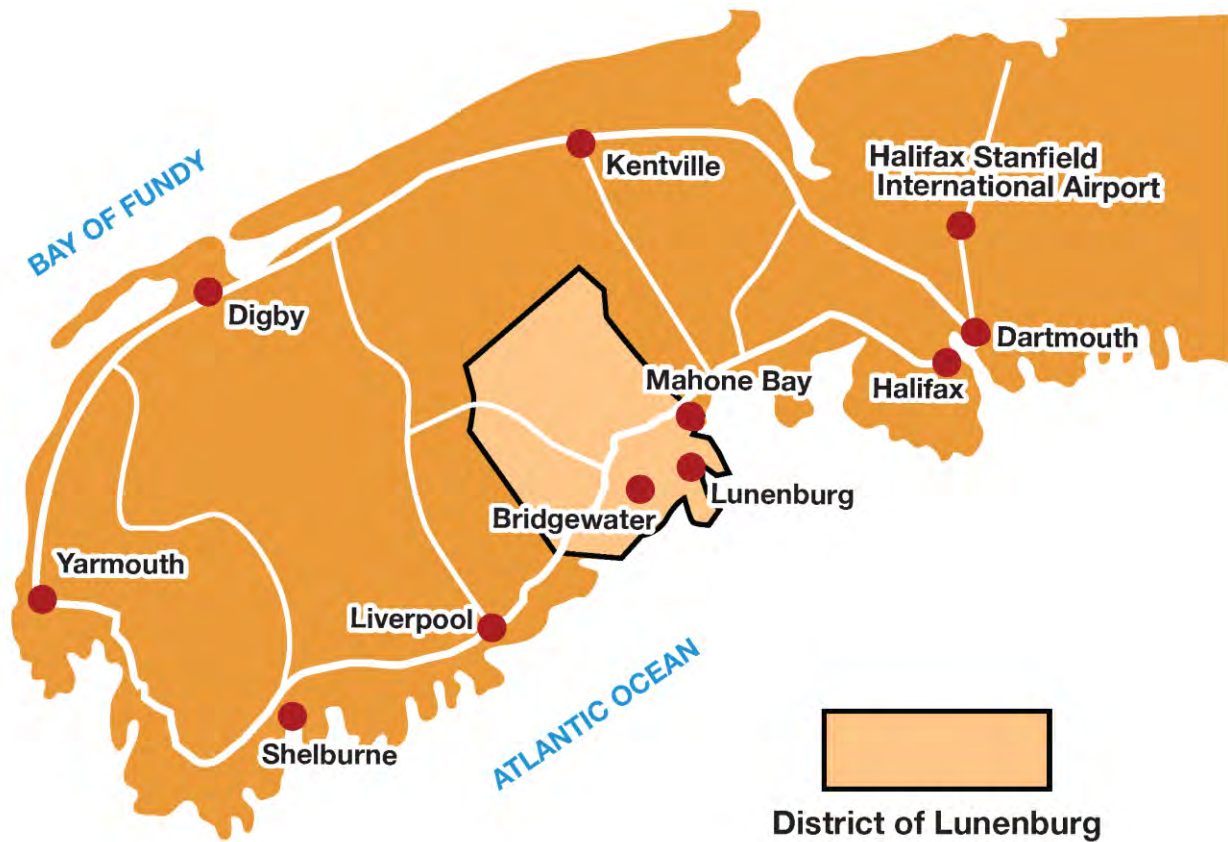 Kentville
Halifax Stanfield
International Airport
BAY OF FUNDY
Digby
Dartmouth
Mahone Bay
Halifax
Lunenburg
Bridgewater
Yarmouth
Liverpool
ATLANTIC OCEAN
Shelburne
District of Lunenburg